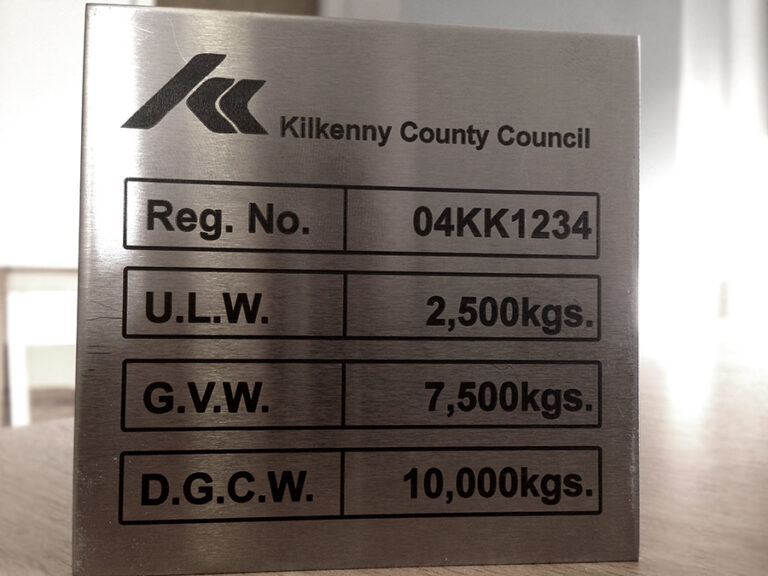 Kilkenny County Council
Reg. No. 04KK1234
U.L.W. 2,500kgs.
G.V.W. 7,500kgs.
D.G.C.W. 10,000kgs.